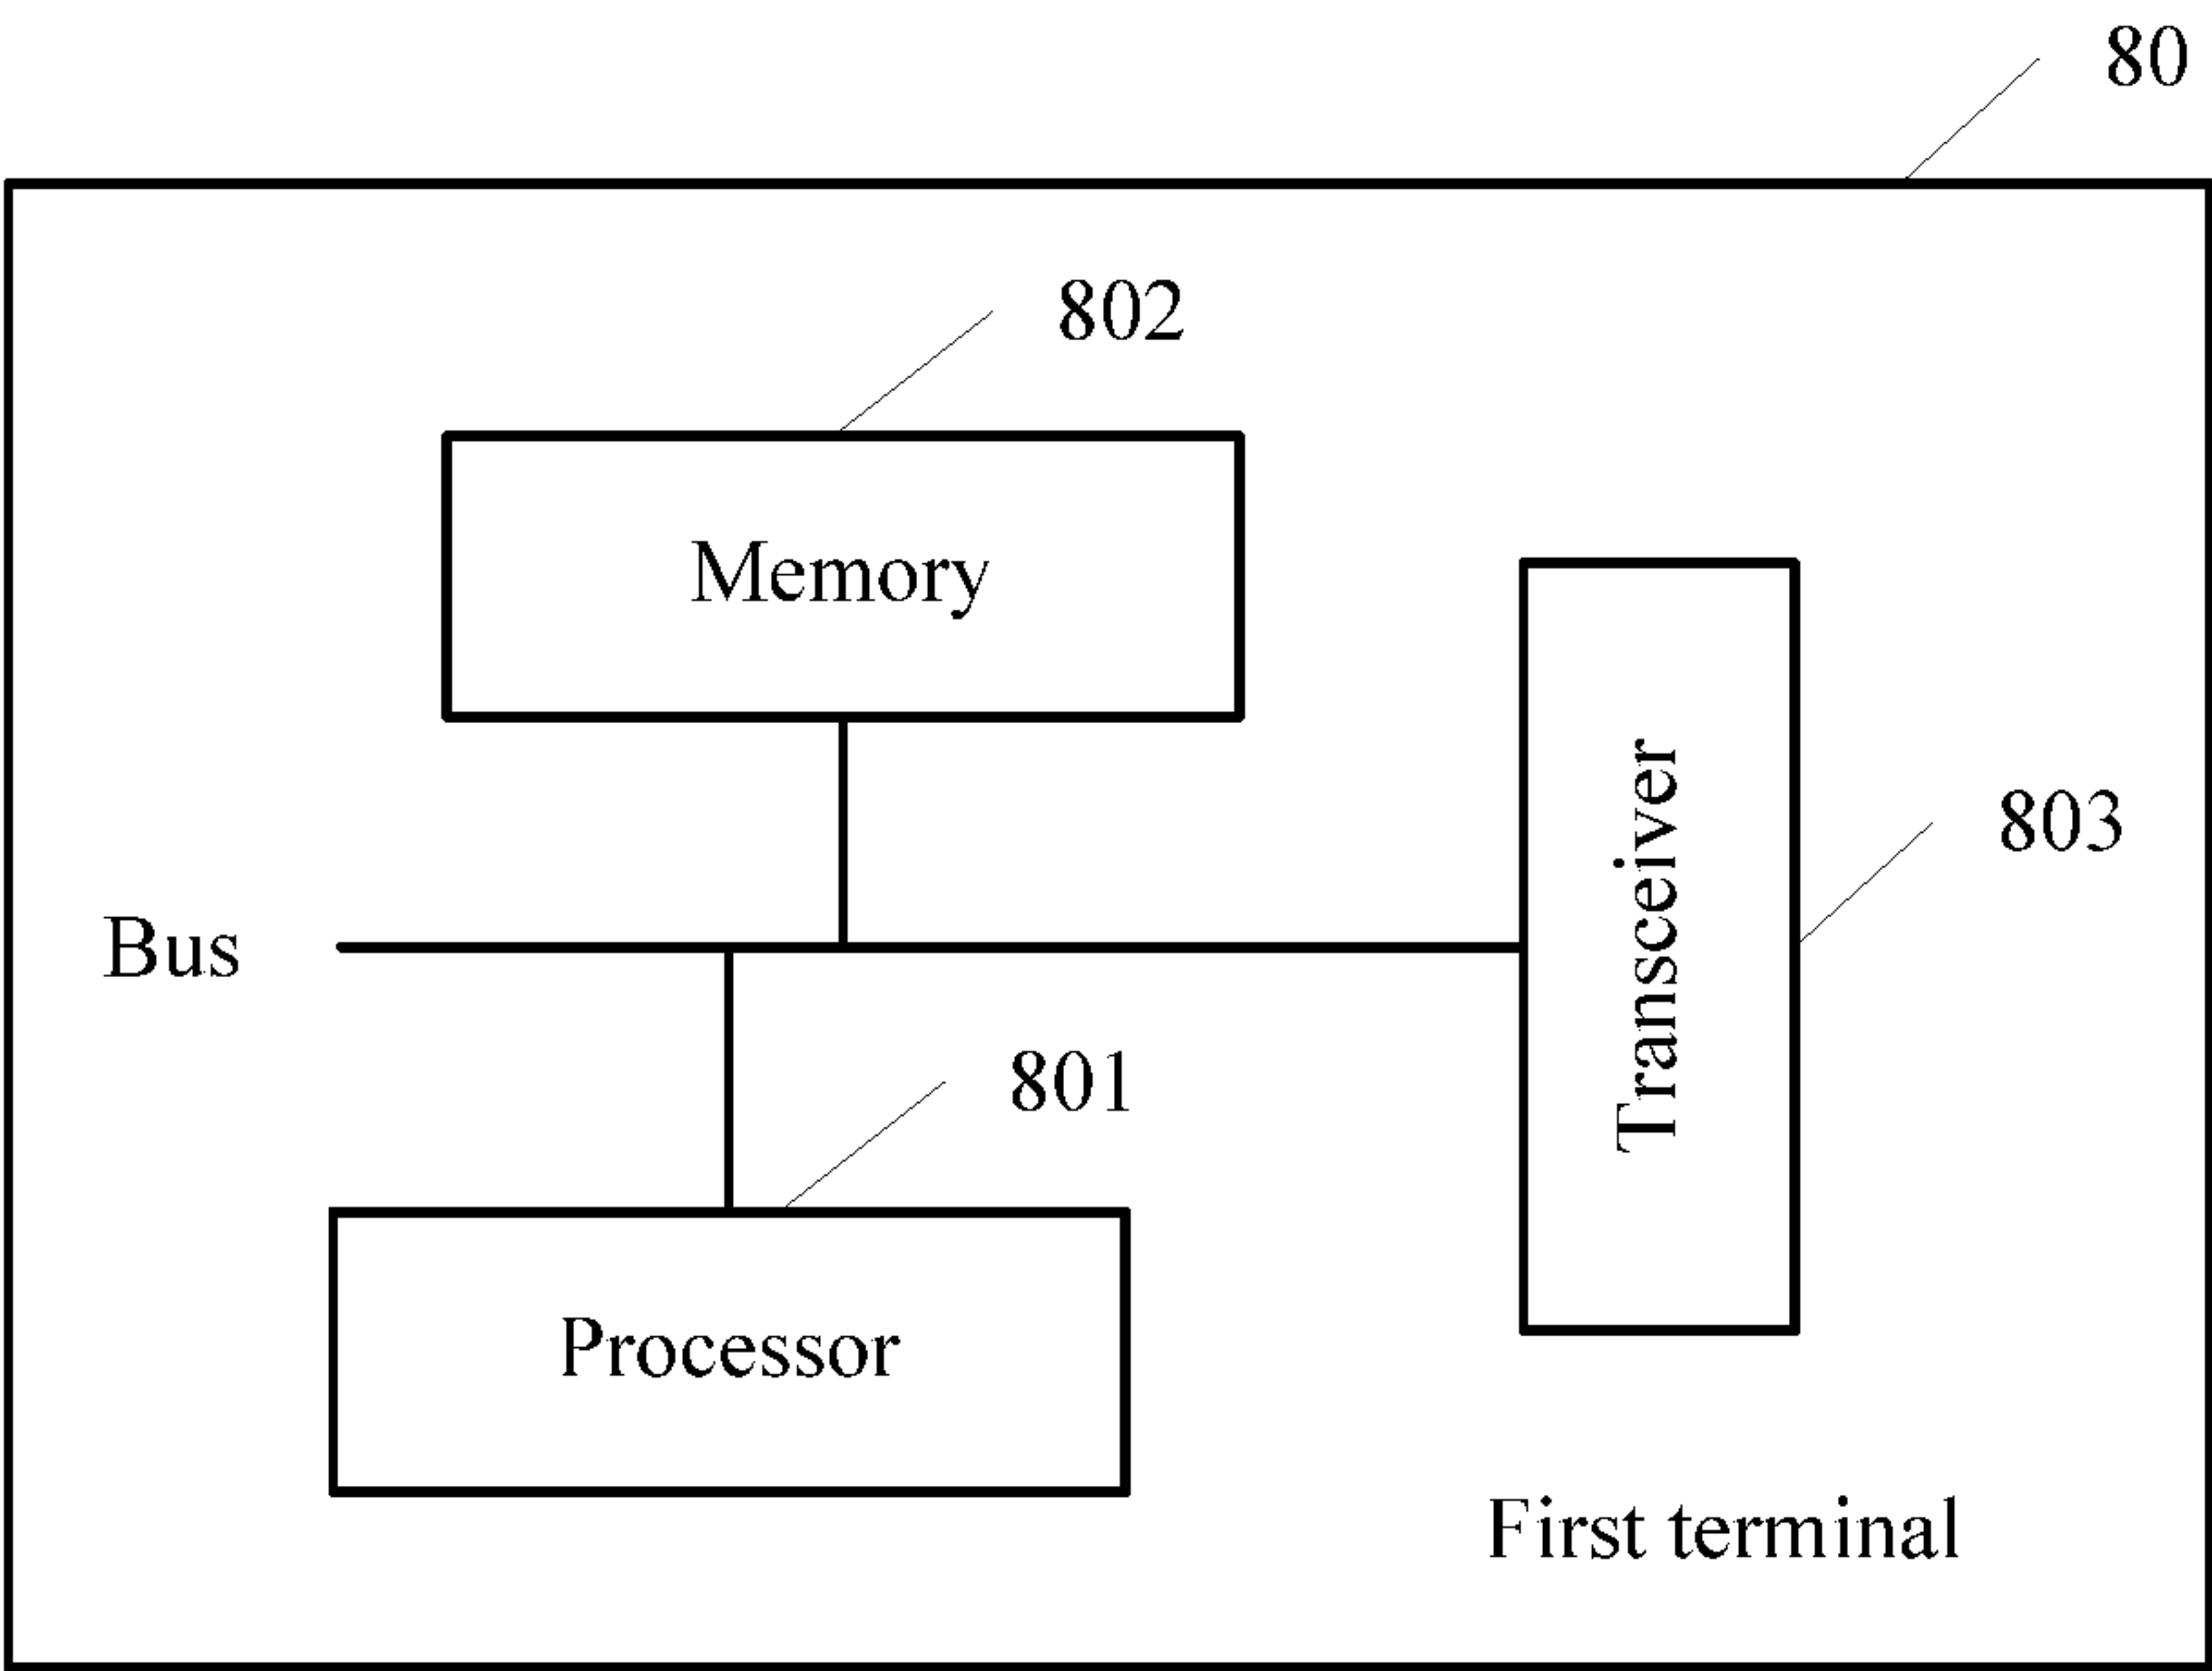 80
802
Memory
Transceiver
803
Bus
801
Processor
First terminal